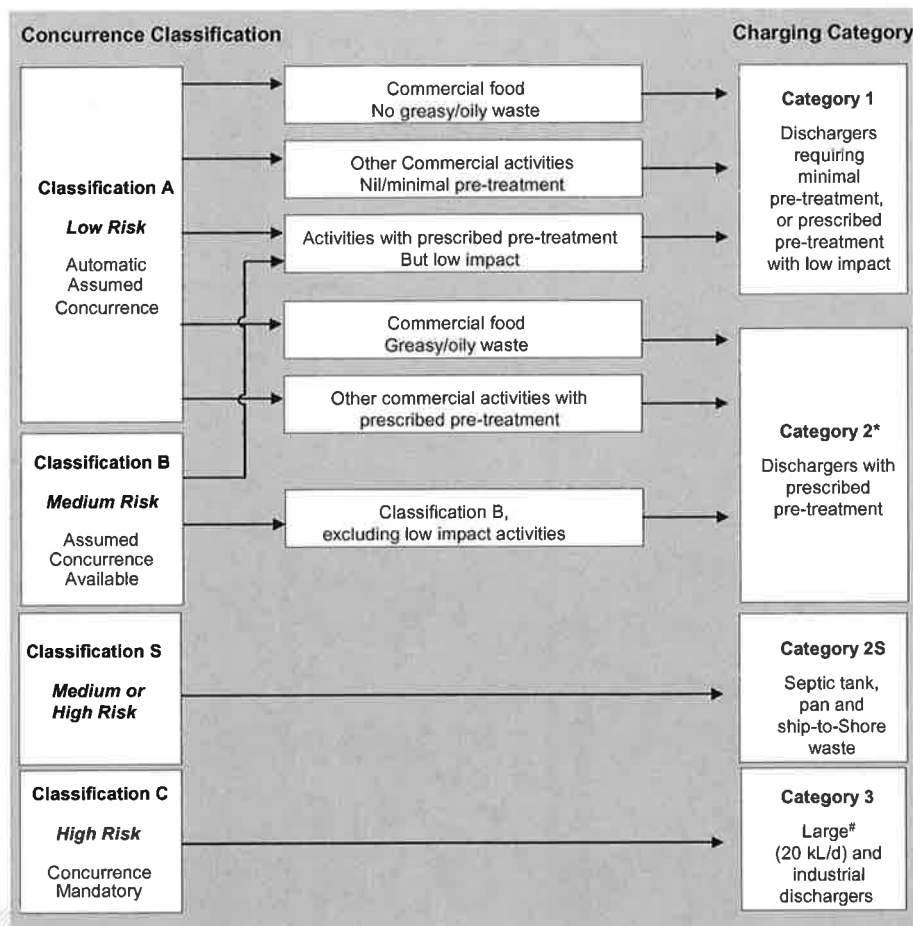 Concurrence Classification
Charging Category
Classification A
Low Risk
Automatic
Assumed
Concurrence
Classification B
Medium Risk
Assumed
Concurrence
Available
Classification S
Medium or
High Risk
Classification C
High Risk
Concurrence
Mandatory
Commercial food
No greasy/oily waste
Other Commercial activities
Nil/minimal pre-treatment
Activities with prescribed pre-treatment
But low impact
Commercial food
Greasy/oily waste
Other commercial activities with
prescribed pre-treatment
Classification B,
excluding low impact activities
Category 1
Dischargers
requiring
minimal
pre-treatment,
or prescribed
pre-treatment
with low impact
Category 2*
Dischargers with
prescribed
pre-treatment
Category 2S
Septic tank,
pan and
ship-to-Shore
waste
Category 3
Large#
(20 kL/d) and
industrial
dischargers